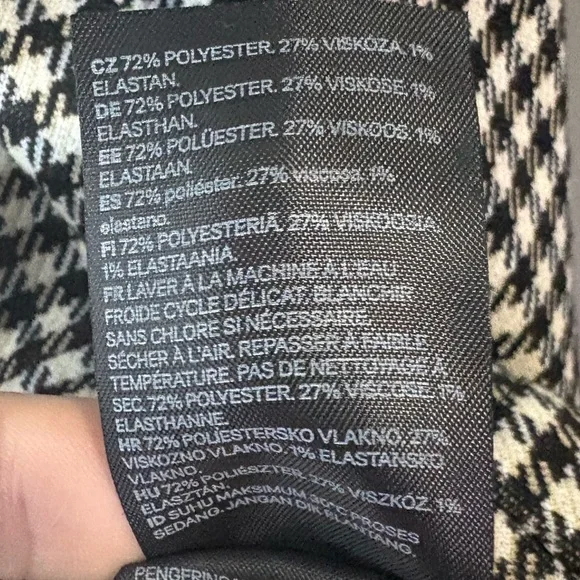 CZ 72% POLYESTER. 27% VISKÓZA. 1%
ELASTAN.
DE 72% POLYESTER. 27% VISKOSE. 1%
ELASTHAN.
EE 72% POLÜESTER. 27% VISKOOS. 1%
ELASTAAN.
ES 72% poliéster. 27% viscosa. 1%
elastano.
FI 72% POLYESTERIÄ. 27% VISKOOSIA.
1% ELASTAANIA.
FR LAVER À LA MACHINE À L'EAU
FROIDE CYCLE DÉLICAT. BLANCHIR
SANS CHLORE SI NÉCESSAIRE.
SÉCHER À L'AIR. REPASSER À FAIBLE
TEMPÉRATURE. PAS DE NETTOYAGE À
SEC. 72% POLYESTER. 27% VISCOSE. 1%
ELASTHANNE.
HR 72% POLIESTERSKO VLAKNO. 27%
VISKOZNO VLAKNO. 1% ELASTANSKO
VLAKNO.
HU 72% POLIÉSZTER. 27% VISZKÓZ. 1%
ELASZTÁN.
ID SUHU MAKSIMUM 30°C PROSES
SEDANG. JANGAN DIKELANTANG.